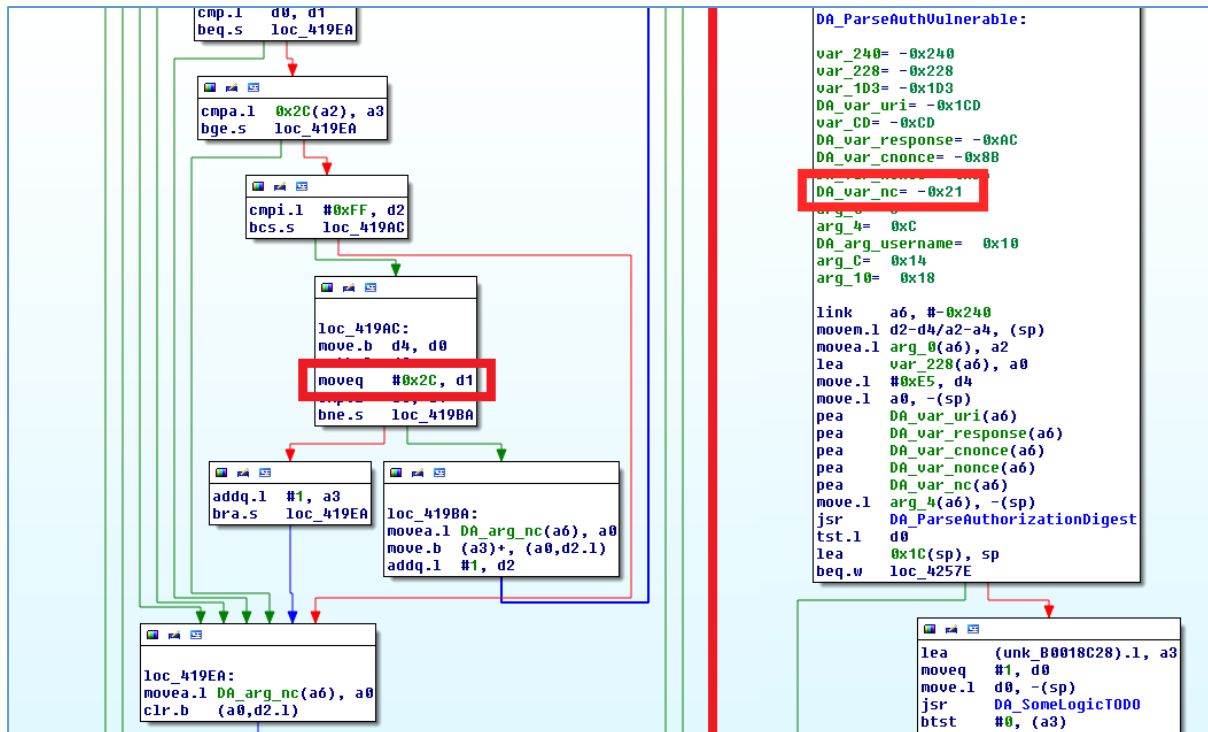 cmp.l d0, d1
beq.s loc_419EA
cmpa.l 0x2C(a2), a3
bge.s loc_419EA
cmpi.l #0xFF, d2
bcs.s loc_419AC
loc_419AC:
move.b d4, d0
moveq #0x2C, d1
bne.s loc_419BA
addq.l #1, a3
bra.s loc_419EA
loc_419BA:
movea.l DA_arg_nc(a6), a0
move.b (a3)+, (a0,d2.l)
addq.l #1, d2
loc_419EA:
movea.l DA_arg_nc(a6), a0
clr.b (a0,d2.l)
DA_ParseAuthVulnerable:
var_240= -0x240
var_228= -0x228
var_1D3= -0x1D3
DA_var_uri= -0x1CD
var_CD= -0xCD
DA_var_response= -0xAC
DA_var_cnonce= -0x8B
DA_var_nc= -0x21
arg_4= 0xC
DA_arg_username= 0x10
arg_C= 0x14
arg_10= 0x18
link a6, #-0x240
movem.l d2-d4/a2-a4, (sp)
movea.l arg_0(a6), a2
lea var_228(a6), a0
move.l #0xE5, d4
move.l a0, -(sp)
pea DA_var_uri(a6)
pea DA_var_response(a6)
pea DA_var_cnonce(a6)
pea DA_var_nonce(a6)
pea DA_var_nc(a6)
move.l arg_4(a6), -(sp)
jsr DA_ParseAuthorizationDigest
tst.l d0
lea 0x1C(sp), sp
beq.w loc_4257E
lea (unk_B0018C28).l, a3
moveq #1, d0
move.l d0, -(sp)
jsr DA_SomeLogicTODO
btst #0, (a3)